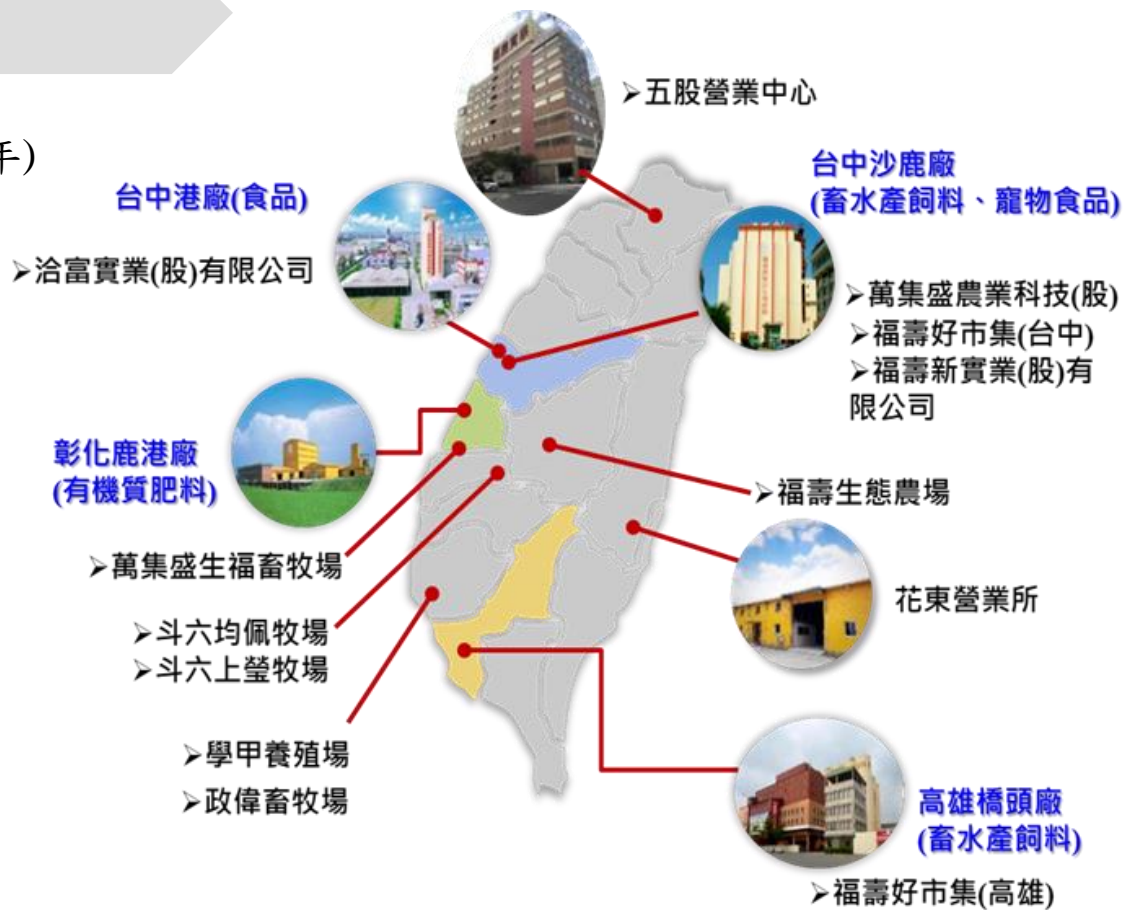 ➤五股營業中心
年)
台中港廠(食品)
➤洽富實業(股)有限公司
台中沙鹿廠
(畜水產飼料、寵物食品)
➤萬集盛農業科技(股)
➤福壽好市集(台中)
➤福壽新實業(股)有
限公司
彰化鹿港廠
(有機質肥料)
➤福壽生態農場
➤萬集盛生福畜牧場
花東營業所
➤斗六均佩牧場
➤斗六上瑩牧場
➤學甲養殖場
➤政偉畜牧場
高雄橋頭廠
(畜水產飼料)
➤福壽好市集(高雄)